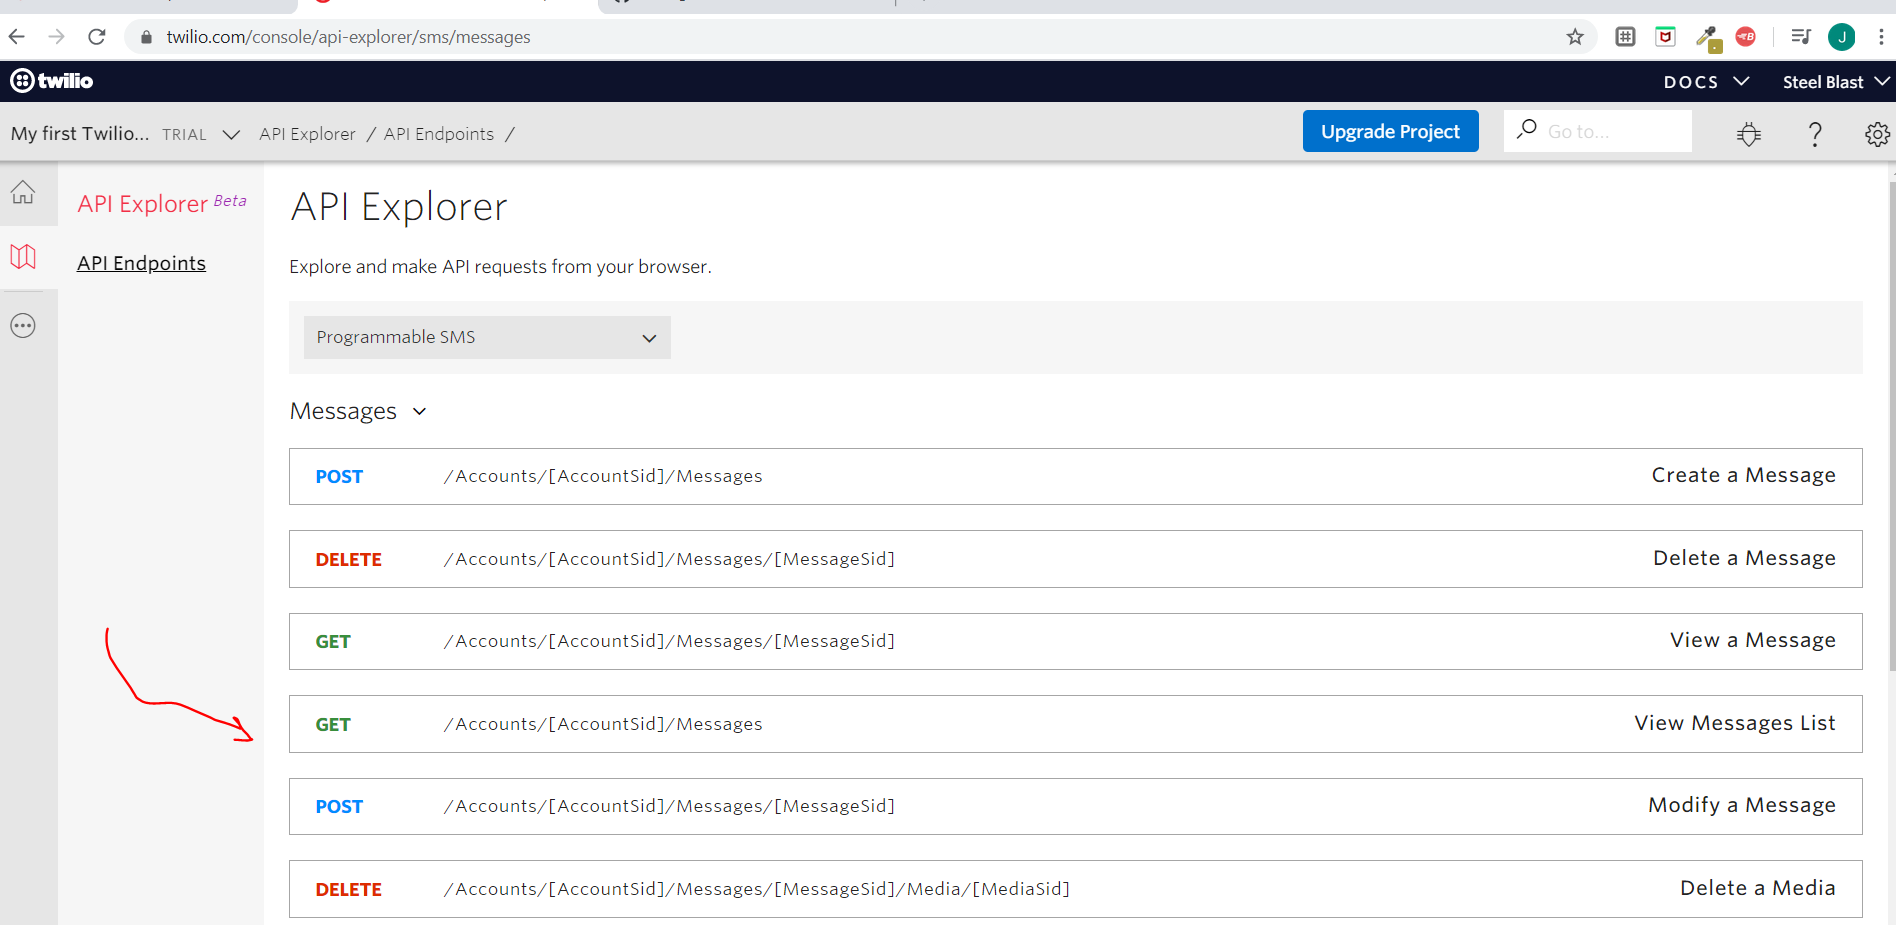 twilio.com/console/api-explorer/sms/messages
B
J
twilio
DOCS
Steel Blast
My first Twilio... TRIAL
API Explorer / API Endpoints /
Upgrade Project
Go to...
?
API Explorer Beta
API Endpoints
API Explorer
Explore and make API requests from your browser.
Programmable SMS
Messages
POST /Accounts/[AccountSid]/Messages Create a Message
DELETE /Accounts/[AccountSid]/Messages/[MessageSid] Delete a Message
GET /Accounts/[AccountSid]/Messages/[MessageSid] View a Message
GET /Accounts/[AccountSid]/Messages View Messages List
POST /Accounts/[AccountSid]/Messages/[MessageSid] Modify a Message
DELETE /Accounts/[AccountSid]/Messages/[MessageSid]/Media/[MediaSid] Delete a Media